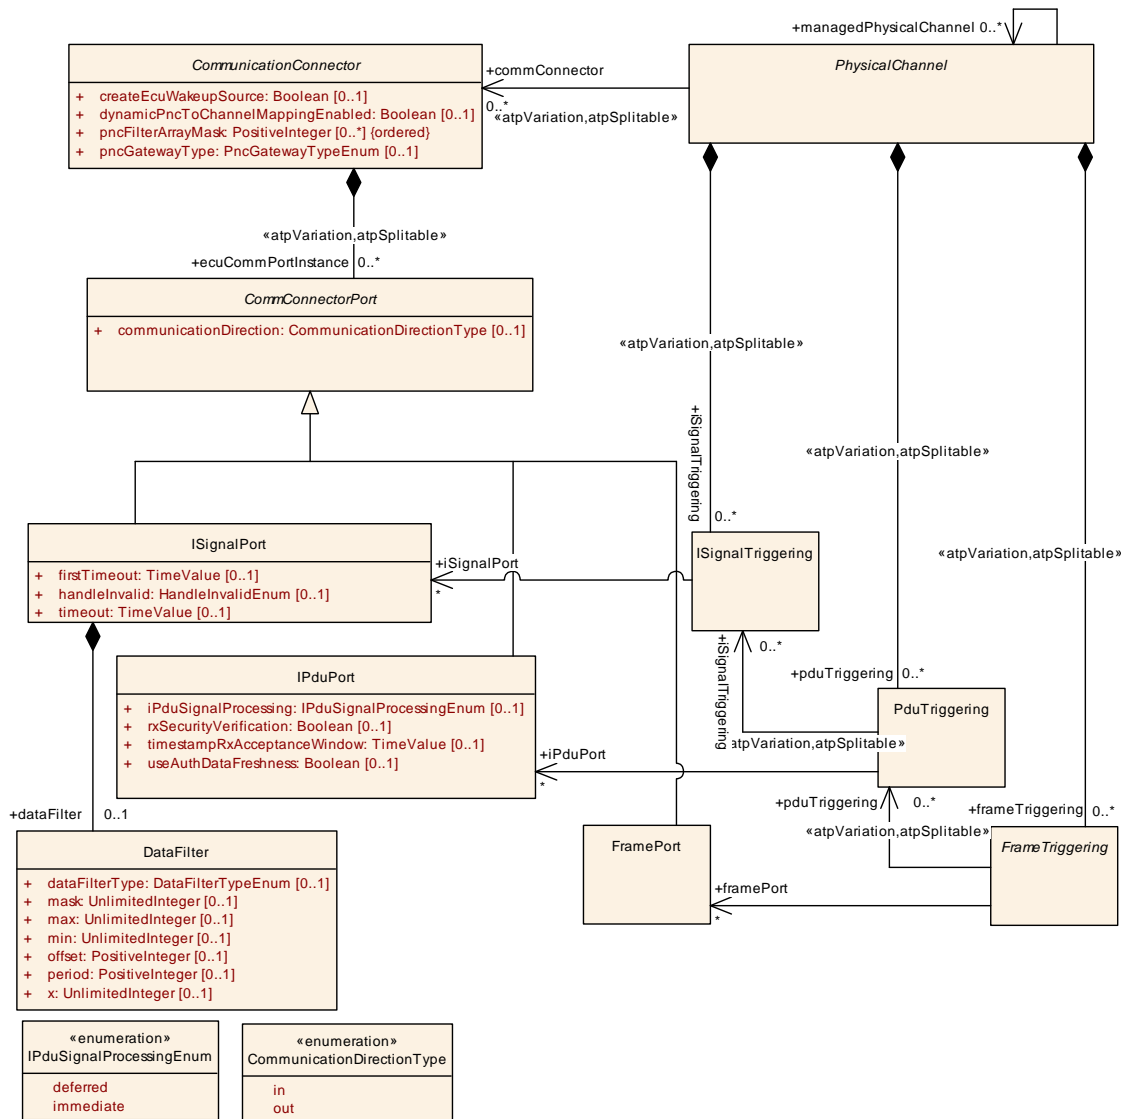 +managedPhysicalChannel 0..*
CommunicationConnector
+ createEcuWakeupSource: Boolean [0..1]
+ dynamicPncToChannelMappingEnabled: Boolean [0..1]
+ pncFilterArrayMask: PositiveInteger [0..*] {ordered}
+ pncGatewayType: PncGatewayTypeEnum [0..1]
+commConnector
0..*
«atpVariation,atpSplitable»
PhysicalChannel
«atpVariation,atpSplitable»
+ecuCommPortInstance 0..*
CommConnectorPort
+ communicationDirection: CommunicationDirectionType [0..1]
«atpVariation,atpSplitable»
+iSignalTriggering
0..*
«atpVariation,atpSplitable»
«atpVariation,atpSplitable»
ISignalPort
+ firstTimeout: TimeValue [0..1]
+ handleInvalid: HandleInvalidEnum [0..1]
+ timeout: TimeValue [0..1]
+iSignalPort
*
ISignalTriggering
+iSignalTriggering
0..*
«atpVariation,atpSplitable»
+pduTriggering 0..*
IPduPort
+ iPduSignalProcessing: IPduSignalProcessingEnum [0..1]
+ rxSecurityVerification: Boolean [0..1]
+ timestampRxAcceptanceWindow: TimeValue [0..1]
+ useAuthDataFreshness: Boolean [0..1]
+iPduPort
*
PduTriggering
+pduTriggering 0..*
«atpVariation,atpSplitable»
+frameTriggering 0..*
+dataFilter 0..1
DataFilter
+ dataFilterType: DataFilterTypeEnum [0..1]
+ mask: UnlimitedInteger [0..1]
+ max: UnlimitedInteger [0..1]
+ min: UnlimitedInteger [0..1]
+ offset: PositiveInteger [0..1]
+ period: PositiveInteger [0..1]
+ x: UnlimitedInteger [0..1]
FramePort
+framePort
*
FrameTriggering
«enumeration»
IPduSignalProcessingEnum
deferred
immediate
«enumeration»
CommunicationDirectionType
in
out